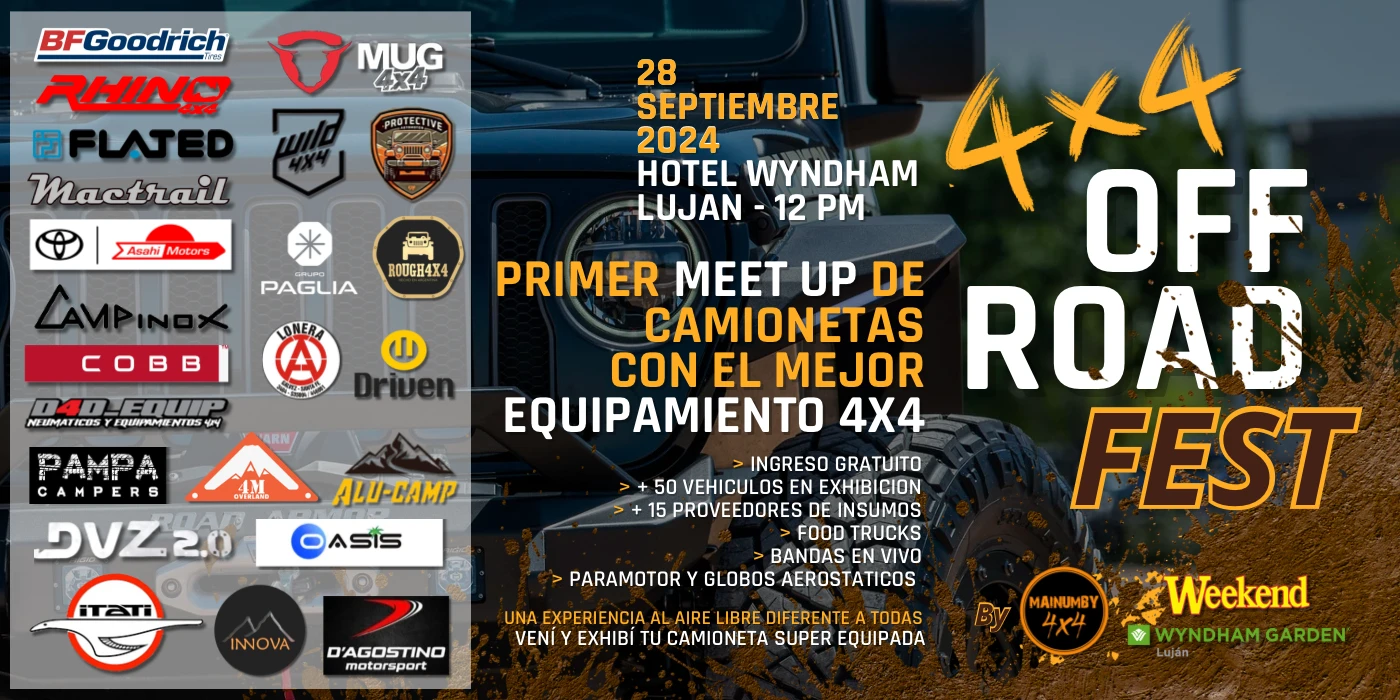 BFGoodrich
Tires
MUG
4x4
RHINO
4x4
FLATED
Wild
4x4
PROTECTIVE
Mactrail
Asahi Motors
GRUPO
PAGLIA
ROUGH4X4
CAMPINOX
COBB
LONERA
Driven
D4D-EQUIP
NEUMATICOS Y EQUIPAMIENTOS 4x4
PAMPA
CAMPERS
4M
OVERLAND
ALU-CAMP
DVZ 2.0
OASIS
ITATI
INNOVA
D'AGOSTINO
motorsport
28
SEPTIEMBRE
2024
HOTEL WYNDHAM
LUJAN - 12 PM
PRIMER MEET UP DE
CAMIONETAS
CON EL MEJOR
EQUIPAMIENTO 4X4
> INGRESO GRATUITO
> + 50 VEHICULOS EN EXHIBICION
> + 15 PROVEEDORES DE INSUMOS
> FOOD TRUCKS
> BANDAS EN VIVO
> PARAMOTOR Y GLOBOS AEROSTATICOS
UNA EXPERIENCIA AL AIRE LIBRE DIFERENTE A TODAS
VENÍ Y EXHIBÍ TU CAMIONETA SUPER EQUIPADA
4x4
OFF
ROAD
FEST
By
MAINUMBY
4x4
Weekend
WYNDHAM GARDEN
Luján